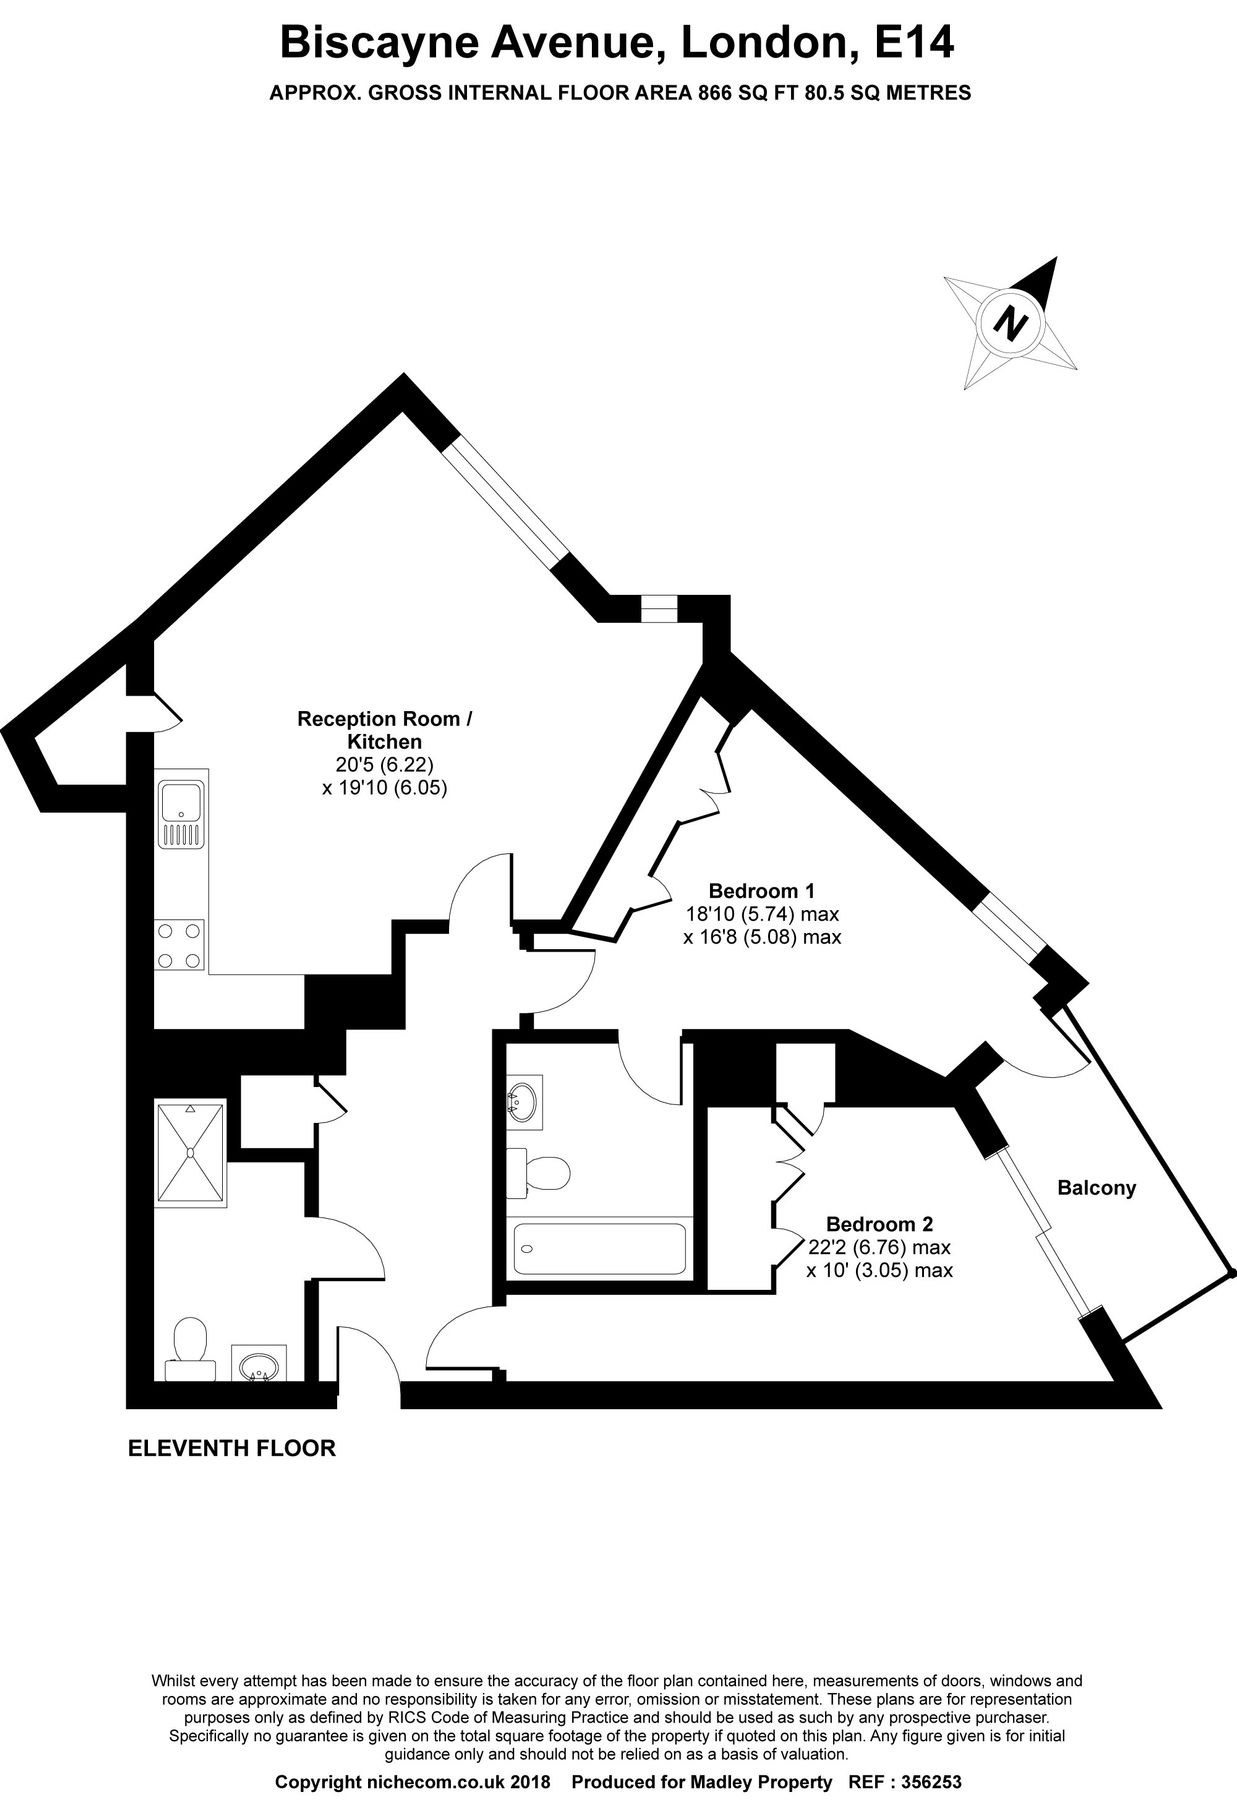 Biscayne Avenue, London, E14
APPROX. GROSS INTERNAL FLOOR AREA 866 SQ FT 80.5 SQ METRES
N
Reception Room /
Kitchen
20'5 (6.22)
x 19'10 (6.05)
Bedroom 1
18'10 (5.74) max
x 16'8 (5.08) max
Balcony
Bedroom 2
22'2 (6.76) max
x 10' (3.05) max
ELEVENTH FLOOR
Whilst every attempt has been made to ensure the accuracy of the floor plan contained here, measurements of doors, windows and
rooms are approximate and no responsibility is taken for any error, omission or misstatement. These plans are for representation
purposes only as defined by RICS Code of Measuring Practice and should be used as such by any prospective purchaser.
Specifically no guarantee is given on the total square footage of the property if quoted on this plan. Any figure given is for initial
guidance only and should not be relied on as a basis of valuation.
Copyright nichecom.co.uk 2018 Produced for Madley Property REF : 356253